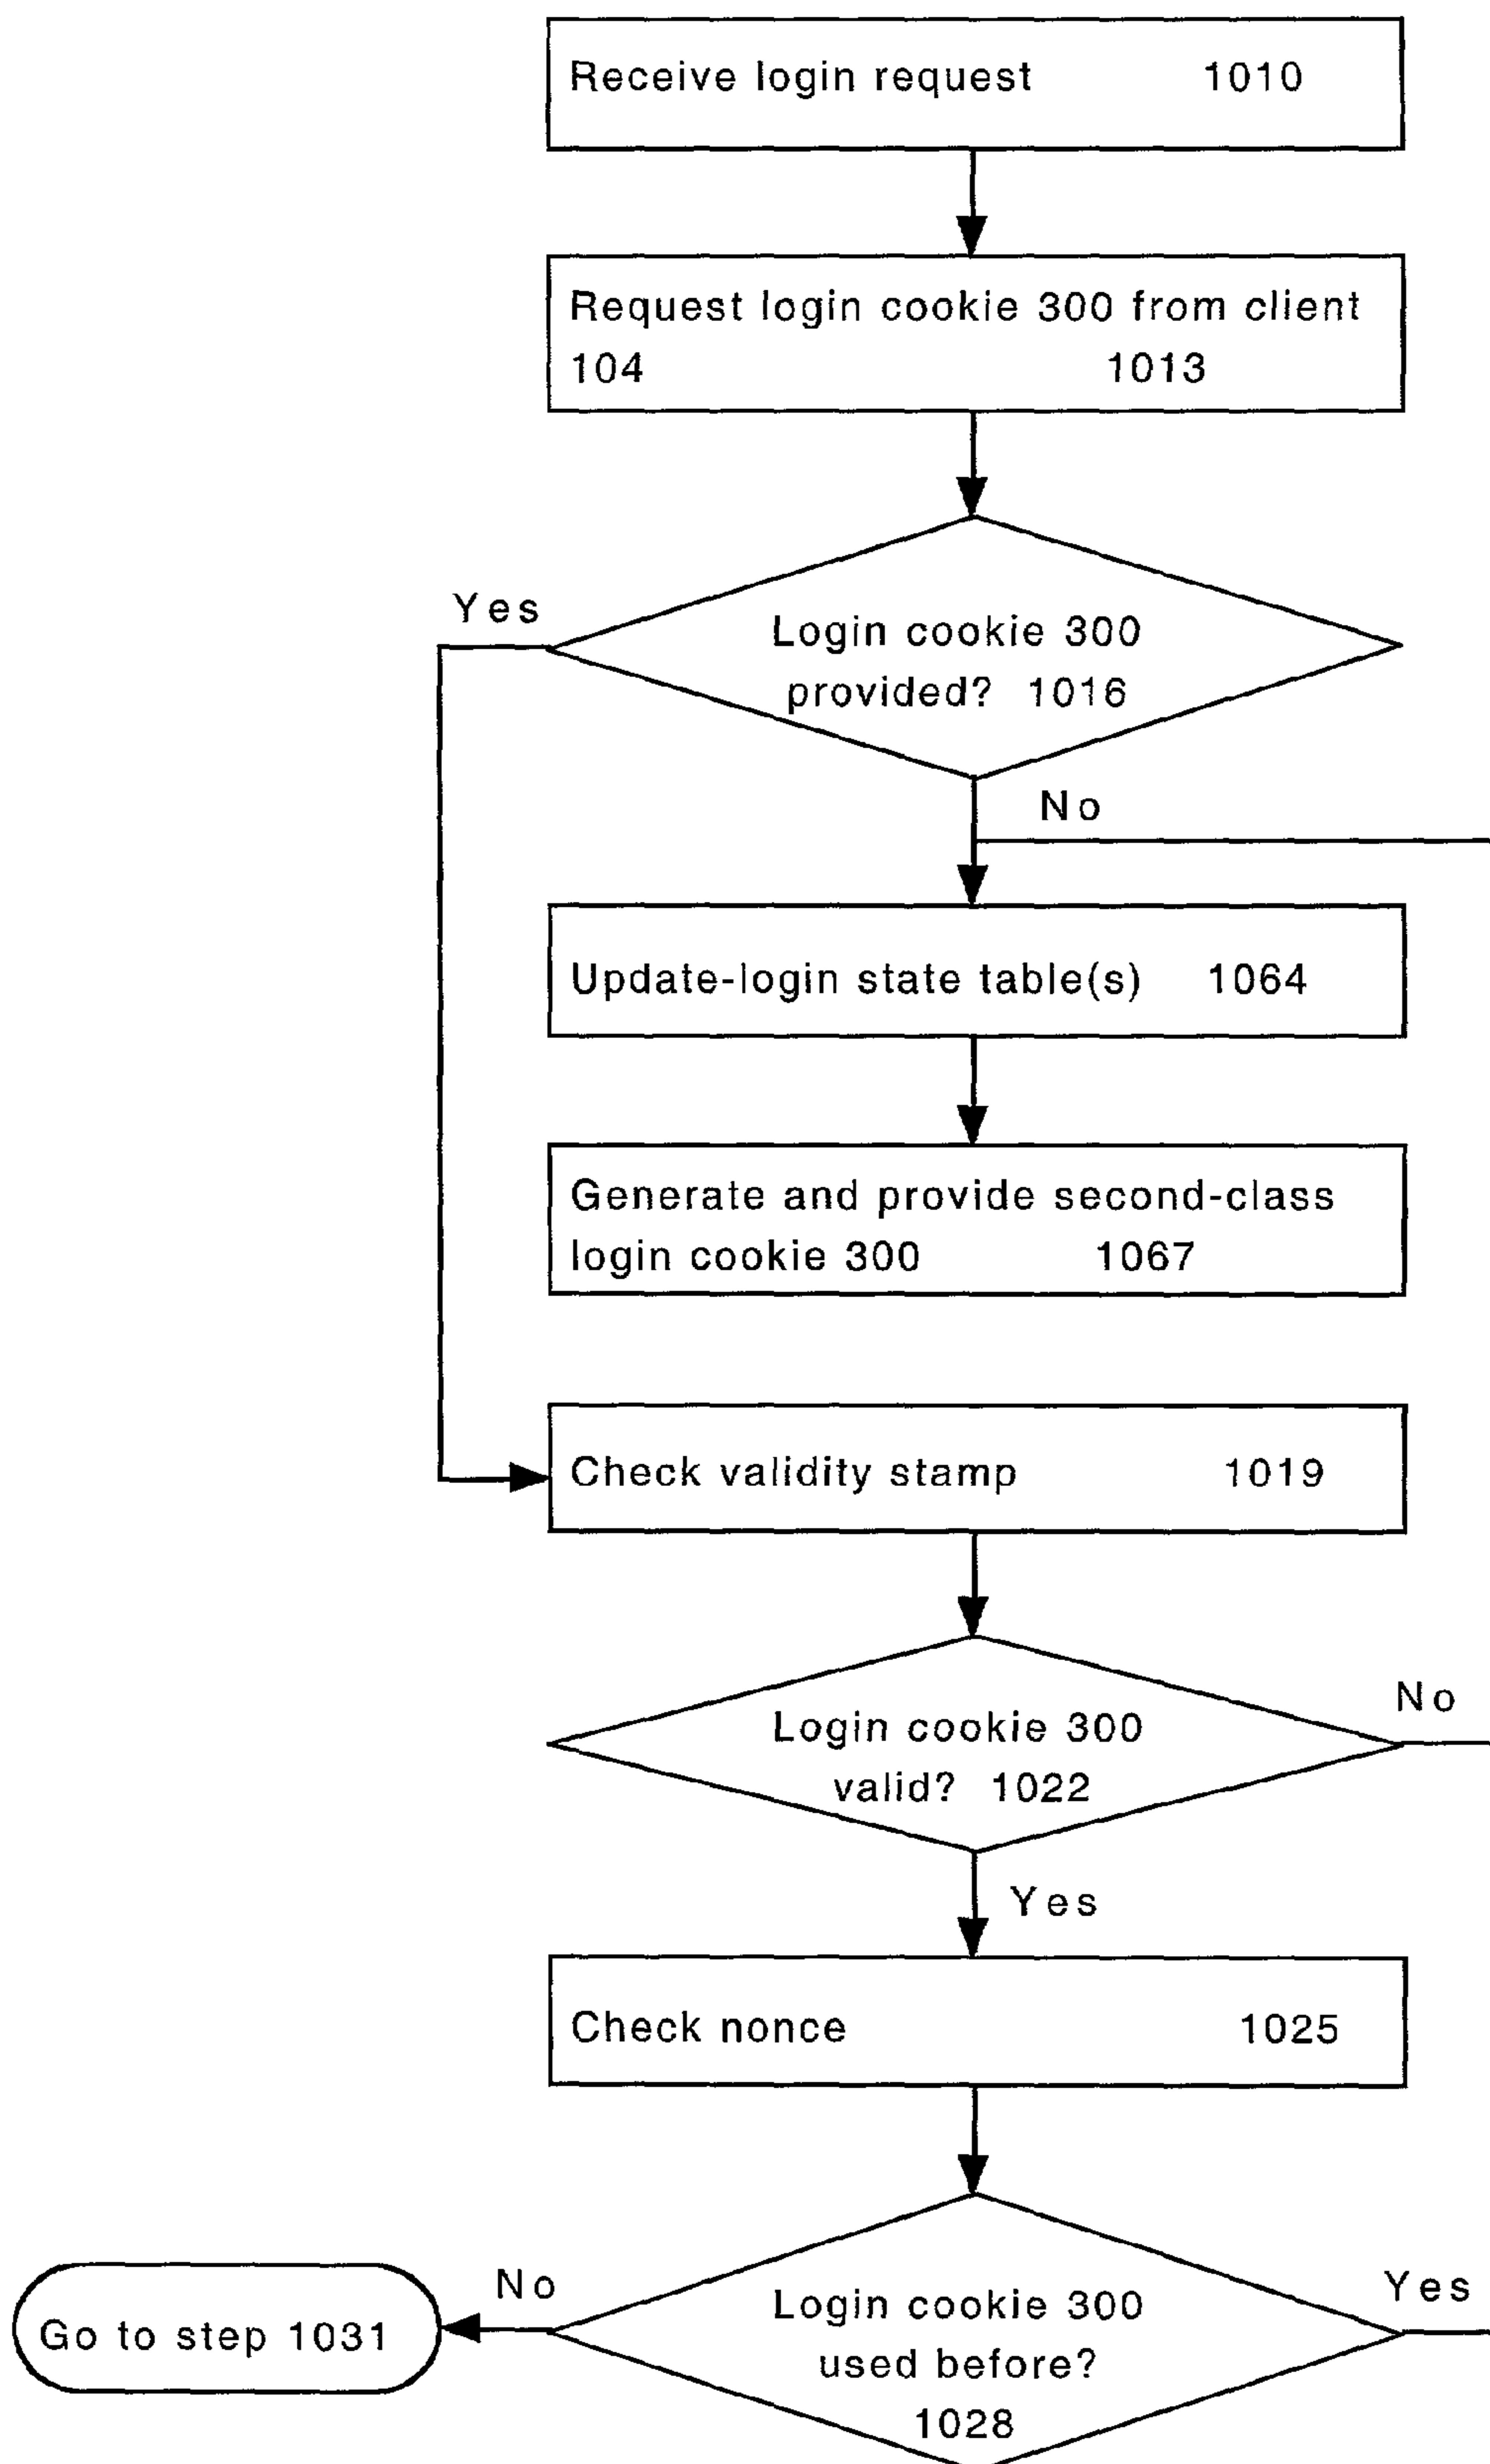 Receive login request 1010
Request login cookie 300 from client
104 1013
Yes
Login cookie 300
provided? 1016
No
Update-login state table(s) 1064
Generate and provide second-class
login cookie 300 1067
Check validity stamp 1019
No
Login cookie 300
valid? 1022
Yes
Check nonce 1025
No
Yes
Go to step 1031
Login cookie 300
used before?
1028